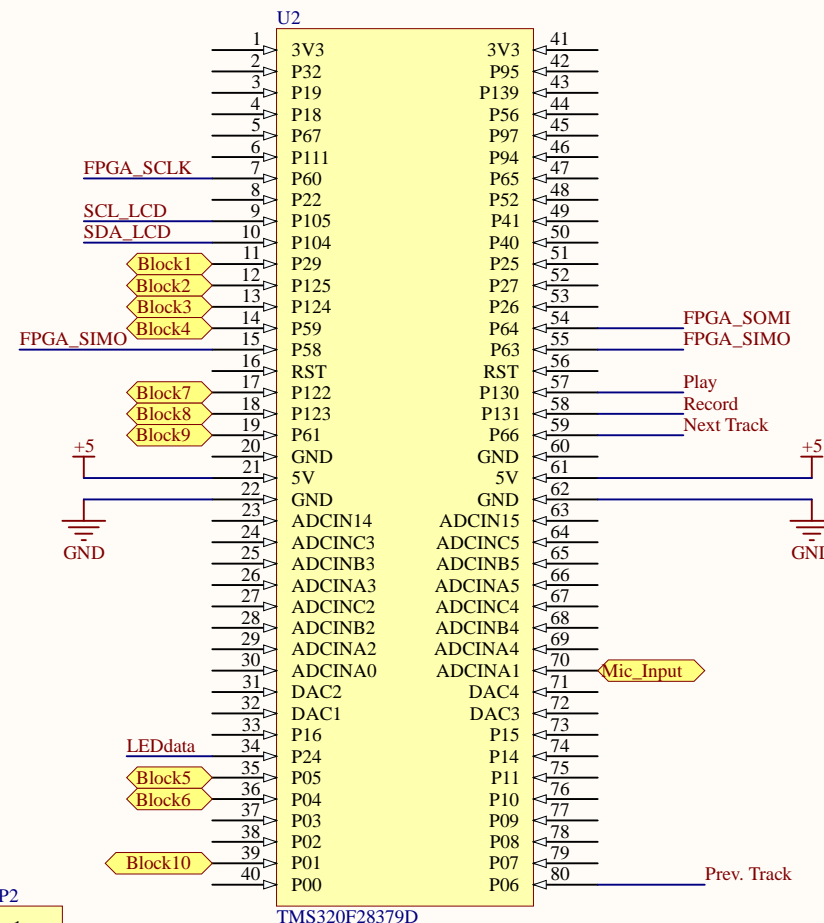 U2
1 3V3 3V3 41
2 P32 P95 42
3 P19 P139 43
4 P18 P56 44
5 P67 P97 45
6 P111 P94 46
FPGA_SCLK 7 P60 P65 47
8 P22 P52 48
SCL_LCD 9 P105 P41 49
SDA_LCD 10 P104 P40 50
Block1 11 P29 P25 51
Block2 12 P125 P27 52
Block3 13 P124 P26 53
Block4 14 P59 P64 54 FPGA_SOMI
FPGA_SIMO 15 P58 P63 55 FPGA_SIMO
16 RST RST 56
Block7 17 P122 P130 57 Play
Block8 18 P123 P131 58 Record
Block9 19 P61 P66 59 Next Track
20 GND GND 60
+5 21 5V 5V 61 +5
22 GND GND 62
23 ADCIN14 ADCIN15 63
GND 24 ADCINC3 ADCINC5 64 GND
25 ADCINB3 ADCINB5 65
26 ADCINA3 ADCINA5 66
27 ADCINC2 ADCINC4 67
28 ADCINB2 ADCINB4 68
29 ADCINA2 ADCINA4 69
30 ADCINA0 ADCINA1 70 Mic_Input
31 DAC2 DAC4 71
32 DAC1 DAC3 72
33 P16 P15 73
LEDdata 34 P24 P14 74
Block5 35 P05 P11 75
Block6 36 P04 P10 76
37 P03 P09 77
38 P02 P08 78
Block10 39 P01 P07 79
40 P00 P06 80 Prev. Track
P2
TMS320F28379D